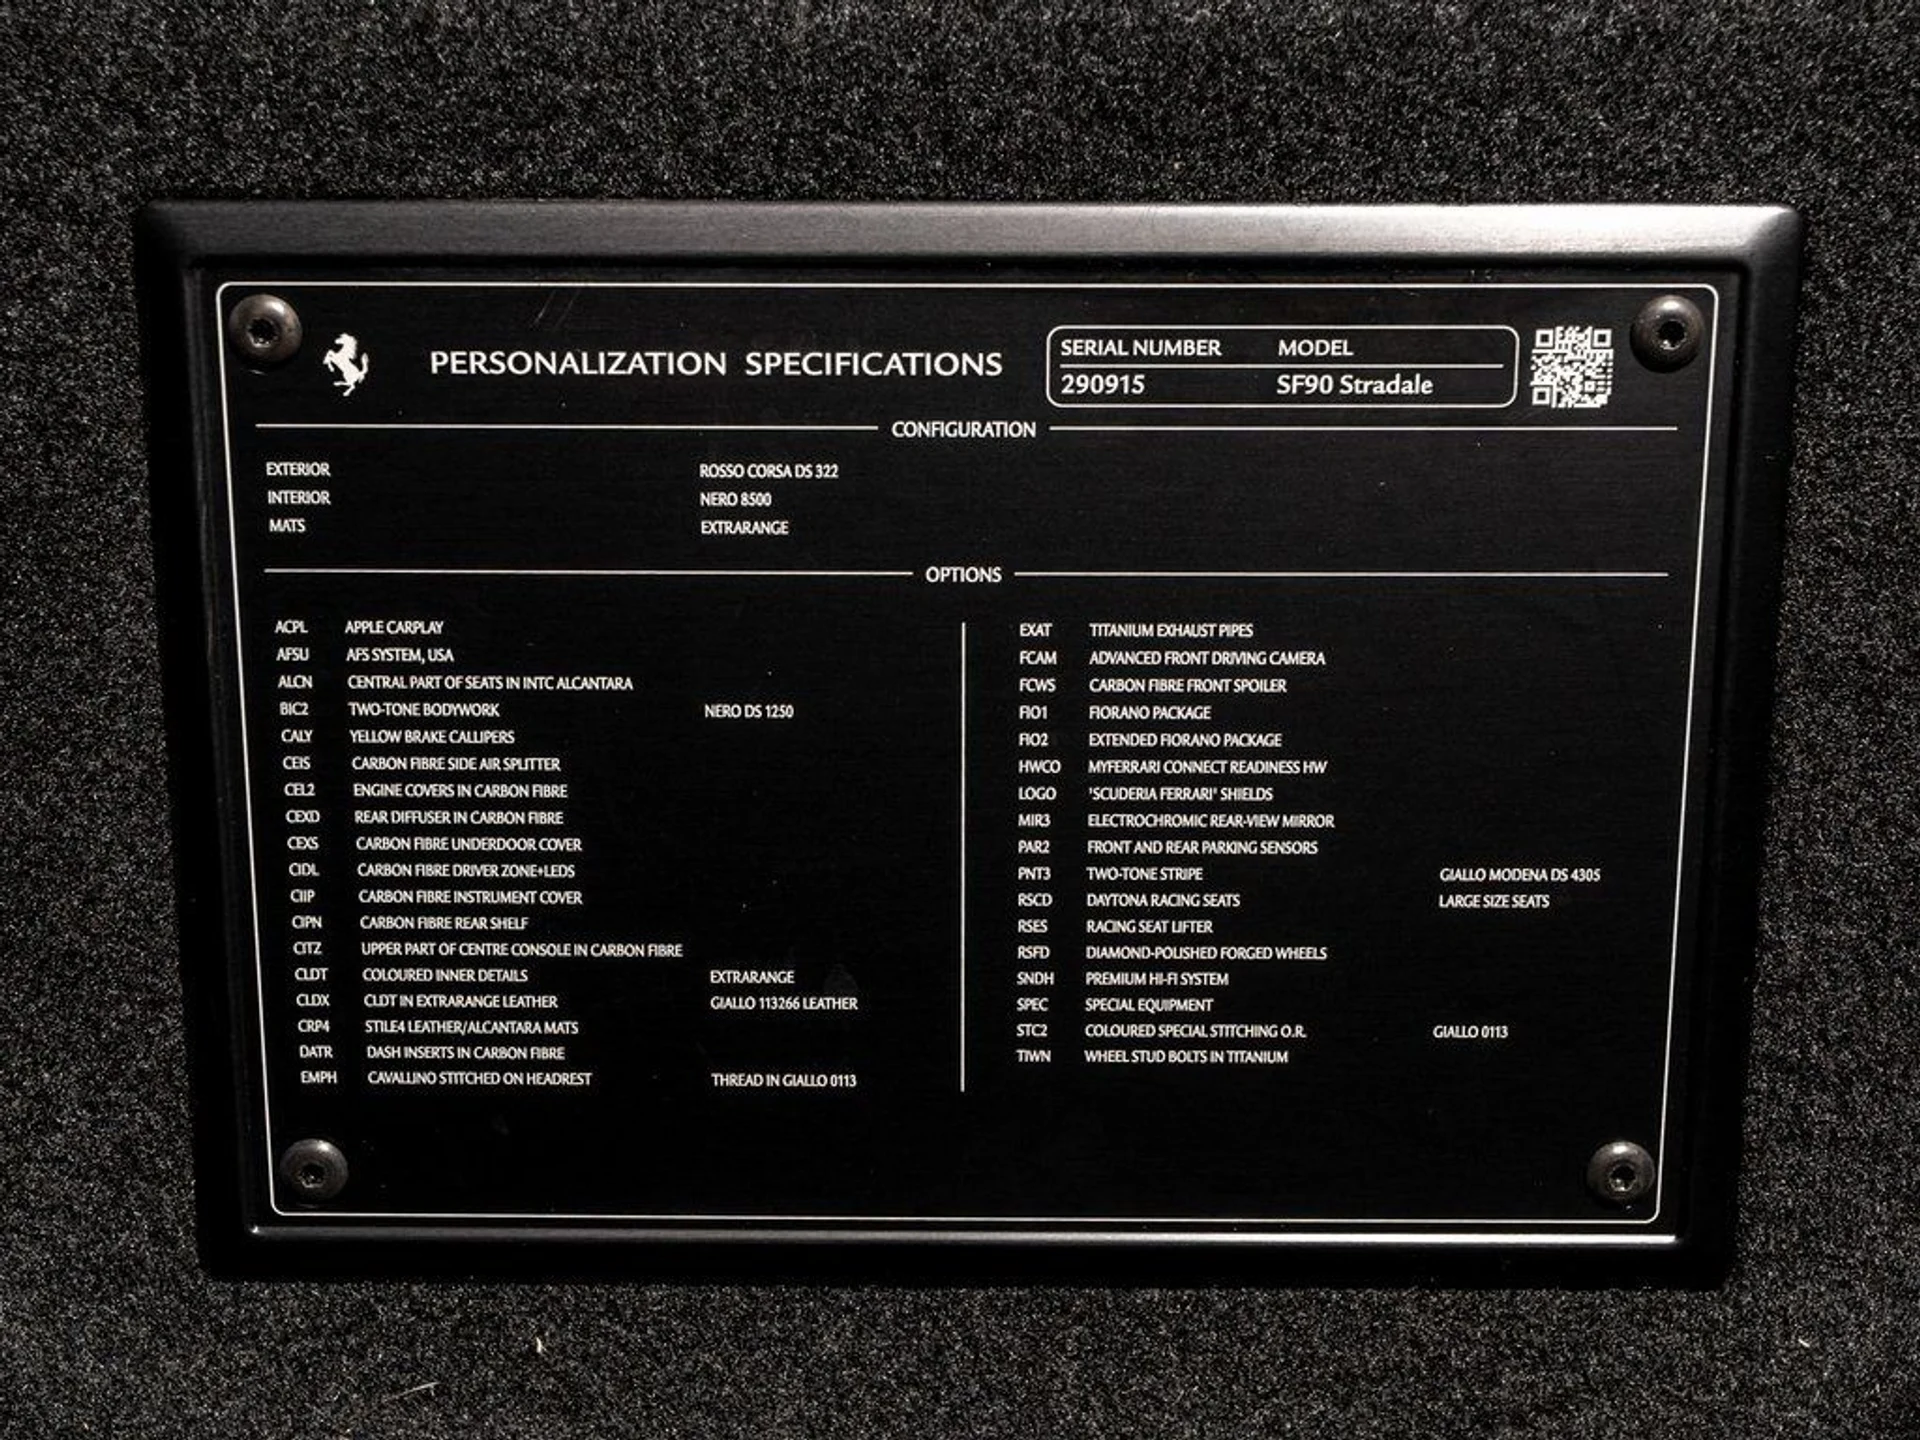 PERSONALIZATION SPECIFICATIONS
SERIAL NUMBER MODEL
290915 SF90 Stradale
CONFIGURATION
EXTERIOR ROSSO CORSA DS 322
INTERIOR NERO 8500
MATS EXTRARANGE
OPTIONS
ACPL APPLE CARPLAY
AFSU AFS SYSTEM, USA
ALCN CENTRAL PART OF SEATS IN INTC ALCANTARA
BIC2 TWO-TONE BODYWORK NERO DS 1250
CALY YELLOW BRAKE CALLIPERS
CEIS CARBON FIBRE SIDE AIR SPLITTER
CEL2 ENGINE COVERS IN CARBON FIBRE
CEXD REAR DIFFUSER IN CARBON FIBRE
CEXS CARBON FIBRE UNDERDOOR COVER
CIDL CARBON FIBRE DRIVER ZONE+LEDS
CIIP CARBON FIBRE INSTRUMENT COVER
CIPN CARBON FIBRE REAR SHELF
CITZ UPPER PART OF CENTRE CONSOLE IN CARBON FIBRE
CLDT COLOURED INNER DETAILS EXTRARANGE
CLDX CLDT IN EXTRARANGE LEATHER GIALLO 113266 LEATHER
CRP4 STILE4 LEATHER/ALCANTARA MATS
DATR DASH INSERTS IN CARBON FIBRE
EMPH CAVALLINO STITCHED ON HEADREST THREAD IN GIALLO 0113
EXAT TITANIUM EXHAUST PIPES
FCAM ADVANCED FRONT DRIVING CAMERA
FCWS CARBON FIBRE FRONT SPOILER
FIO1 FIORANO PACKAGE
FIO2 EXTENDED FIORANO PACKAGE
HWCO MYFERRARI CONNECT READINESS HW
LOGO "SCUDERIA FERRARI" SHIELDS
MIR3 ELECTROCHROMIC REAR-VIEW MIRROR
PAR2 FRONT AND REAR PARKING SENSORS
PNT3 TWO-TONE STRIPE GIALLO MODENA DS 4305
RSCD DAYTONA RACING SEATS LARGE SIZE SEATS
RSES RACING SEAT LIFTER
RSFD DIAMOND-POLISHED FORGED WHEELS
SNDH PREMIUM HI-FI SYSTEM
SPEC SPECIAL EQUIPMENT
STC2 COLOURED SPECIAL STITCHING O.R. GIALLO 0113
TIWN WHEEL STUD BOLTS IN TITANIUM